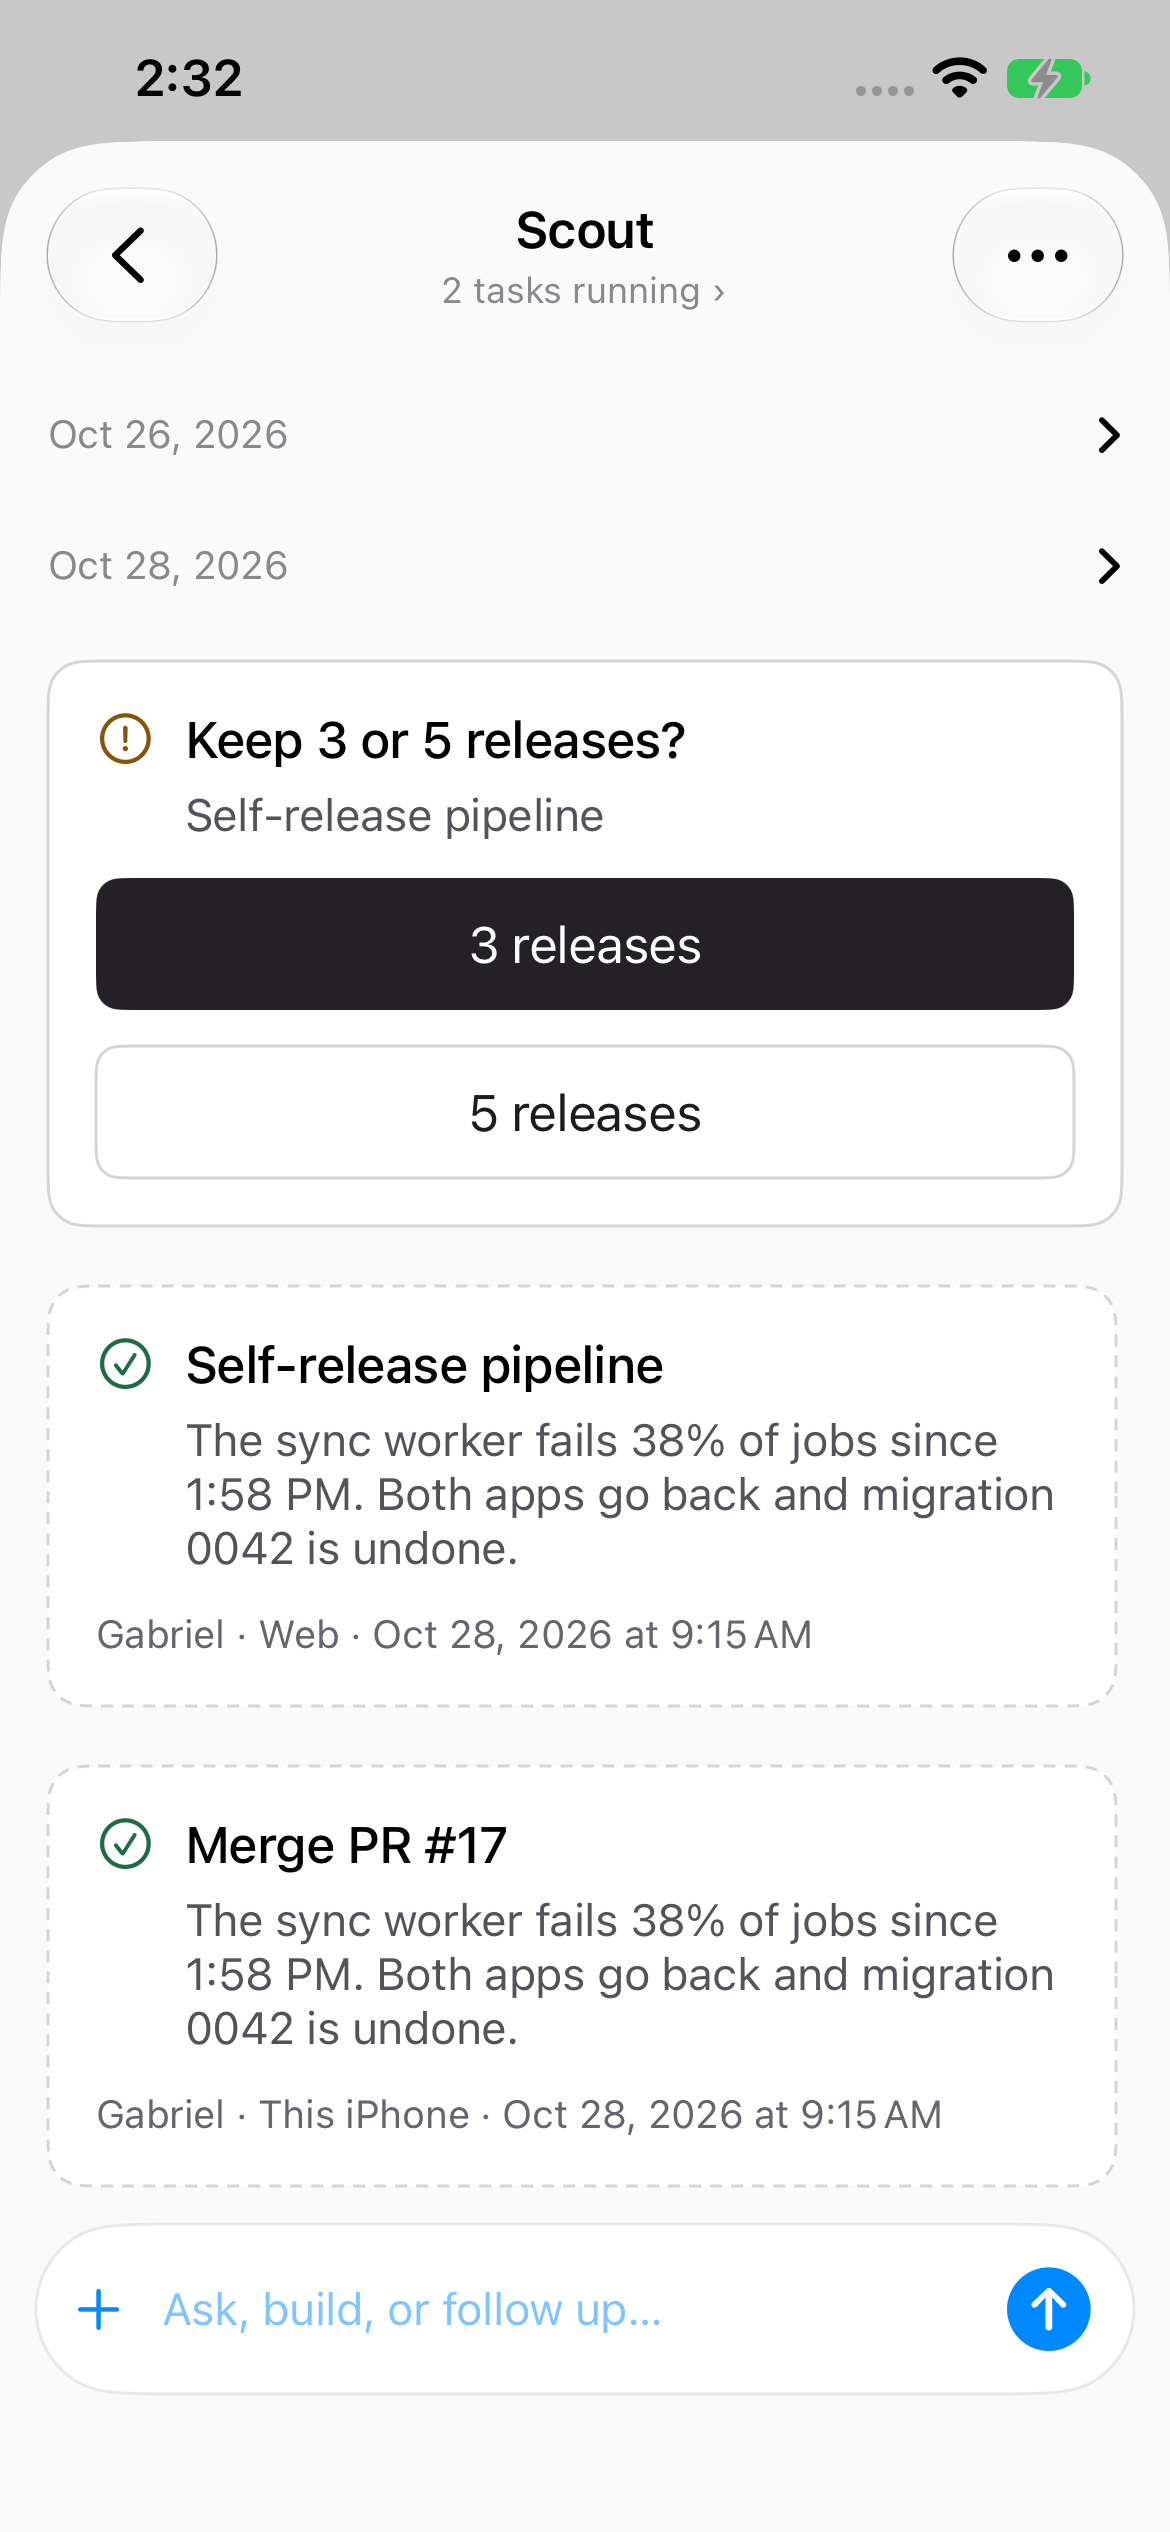 2:32
Scout
2 tasks running ›
Oct 26, 2026
Oct 28, 2026
Keep 3 or 5 releases?
Self-release pipeline
3 releases
5 releases
Self-release pipeline
The sync worker fails 38% of jobs since
1:58 PM. Both apps go back and migration
0042 is undone.
Gabriel · Web · Oct 28, 2026 at 9:15 AM
Merge PR #17
The sync worker fails 38% of jobs since
1:58 PM. Both apps go back and migration
0042 is undone.
Gabriel · This iPhone · Oct 28, 2026 at 9:15 AM
Ask, build, or follow up...